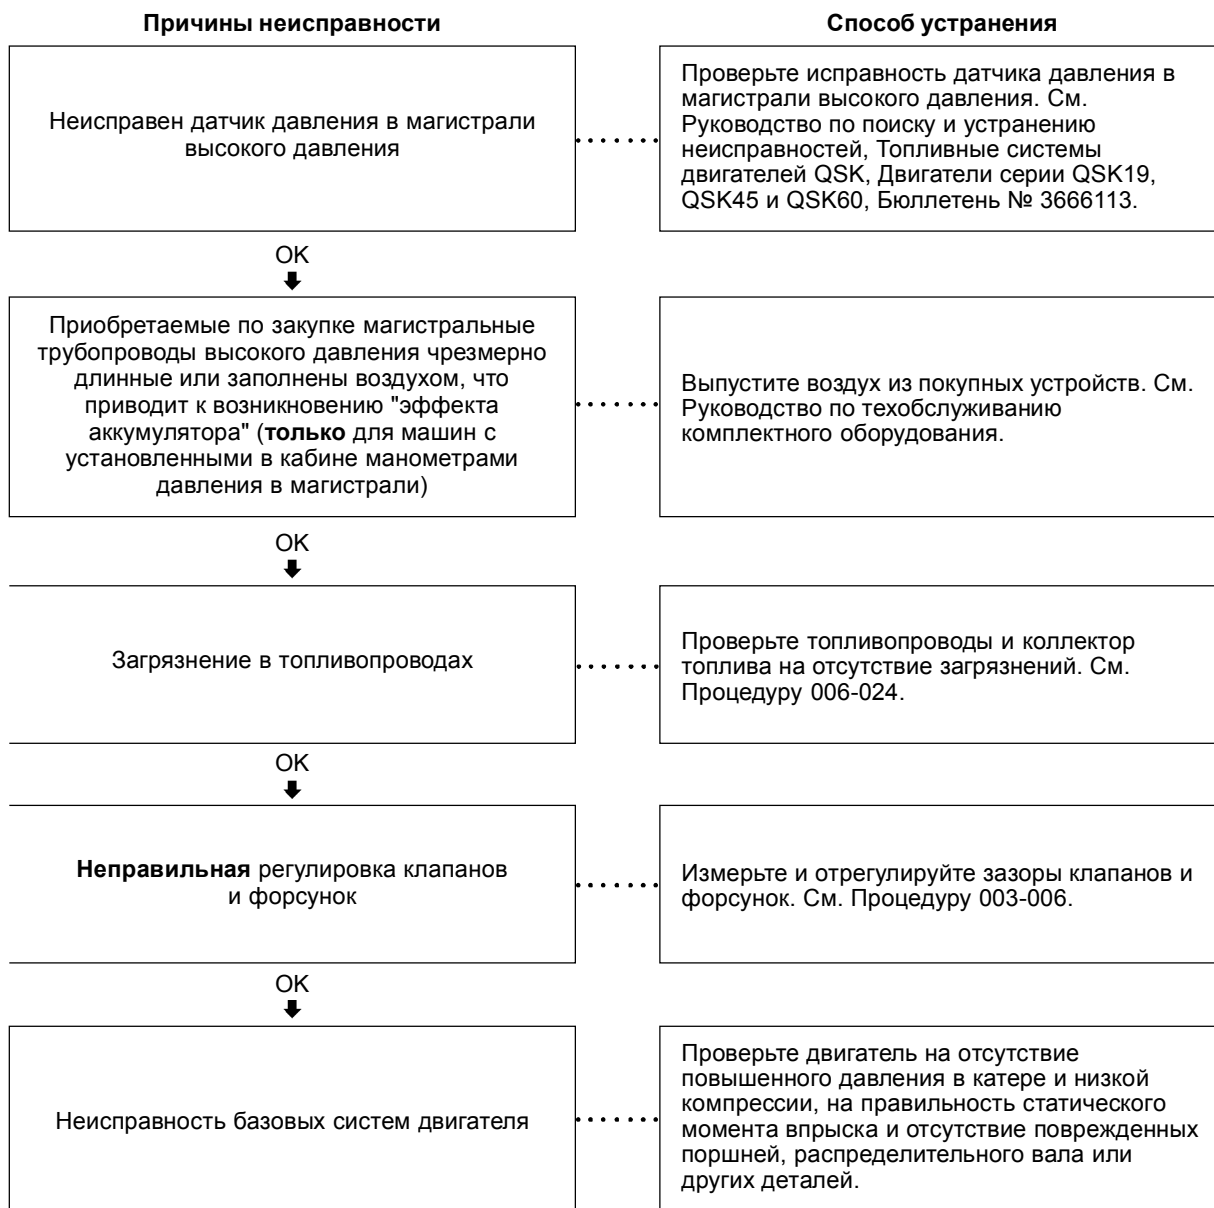 Причины неисправности
Способ устранения
Неисправен датчик давления в магистрали
высокого давления
Проверьте исправность датчика давления в
магистрали высокого давления. См.
Руководство по поиску и устранению
неисправностей, Топливные системы
двигателей QSK, Двигатели серии QSK19,
QSK45 и QSK60, Бюллетень № 3666113.
OK
Приобретаемые по закупке магистральные
трубопроводы высокого давления чрезмерно
длинные или заполнены воздухом, что
приводит к возникновению "эффекта
аккумулятора" (только для машин с
установленными в кабине манометрами
давления в магистрали)
Выпустите воздух из покупных устройств. См.
Руководство по техобслуживанию
комплектного оборудования.
OK
Загрязнение в топливопроводах
Проверьте топливопроводы и коллектор
топлива на отсутствие загрязнений. См.
Процедуру 006-024.
OK
Неправильная регулировка клапанов
и форсунок
Измерьте и отрегулируйте зазоры клапанов и
форсунок. См. Процедуру 003-006.
OK
Неисправность базовых систем двигателя
Проверьте двигатель на отсутствие
повышенного давления в катере и низкой
компрессии, на правильность статического
момента впрыска и отсутствие поврежденных
поршней, распределительного вала или
других деталей.